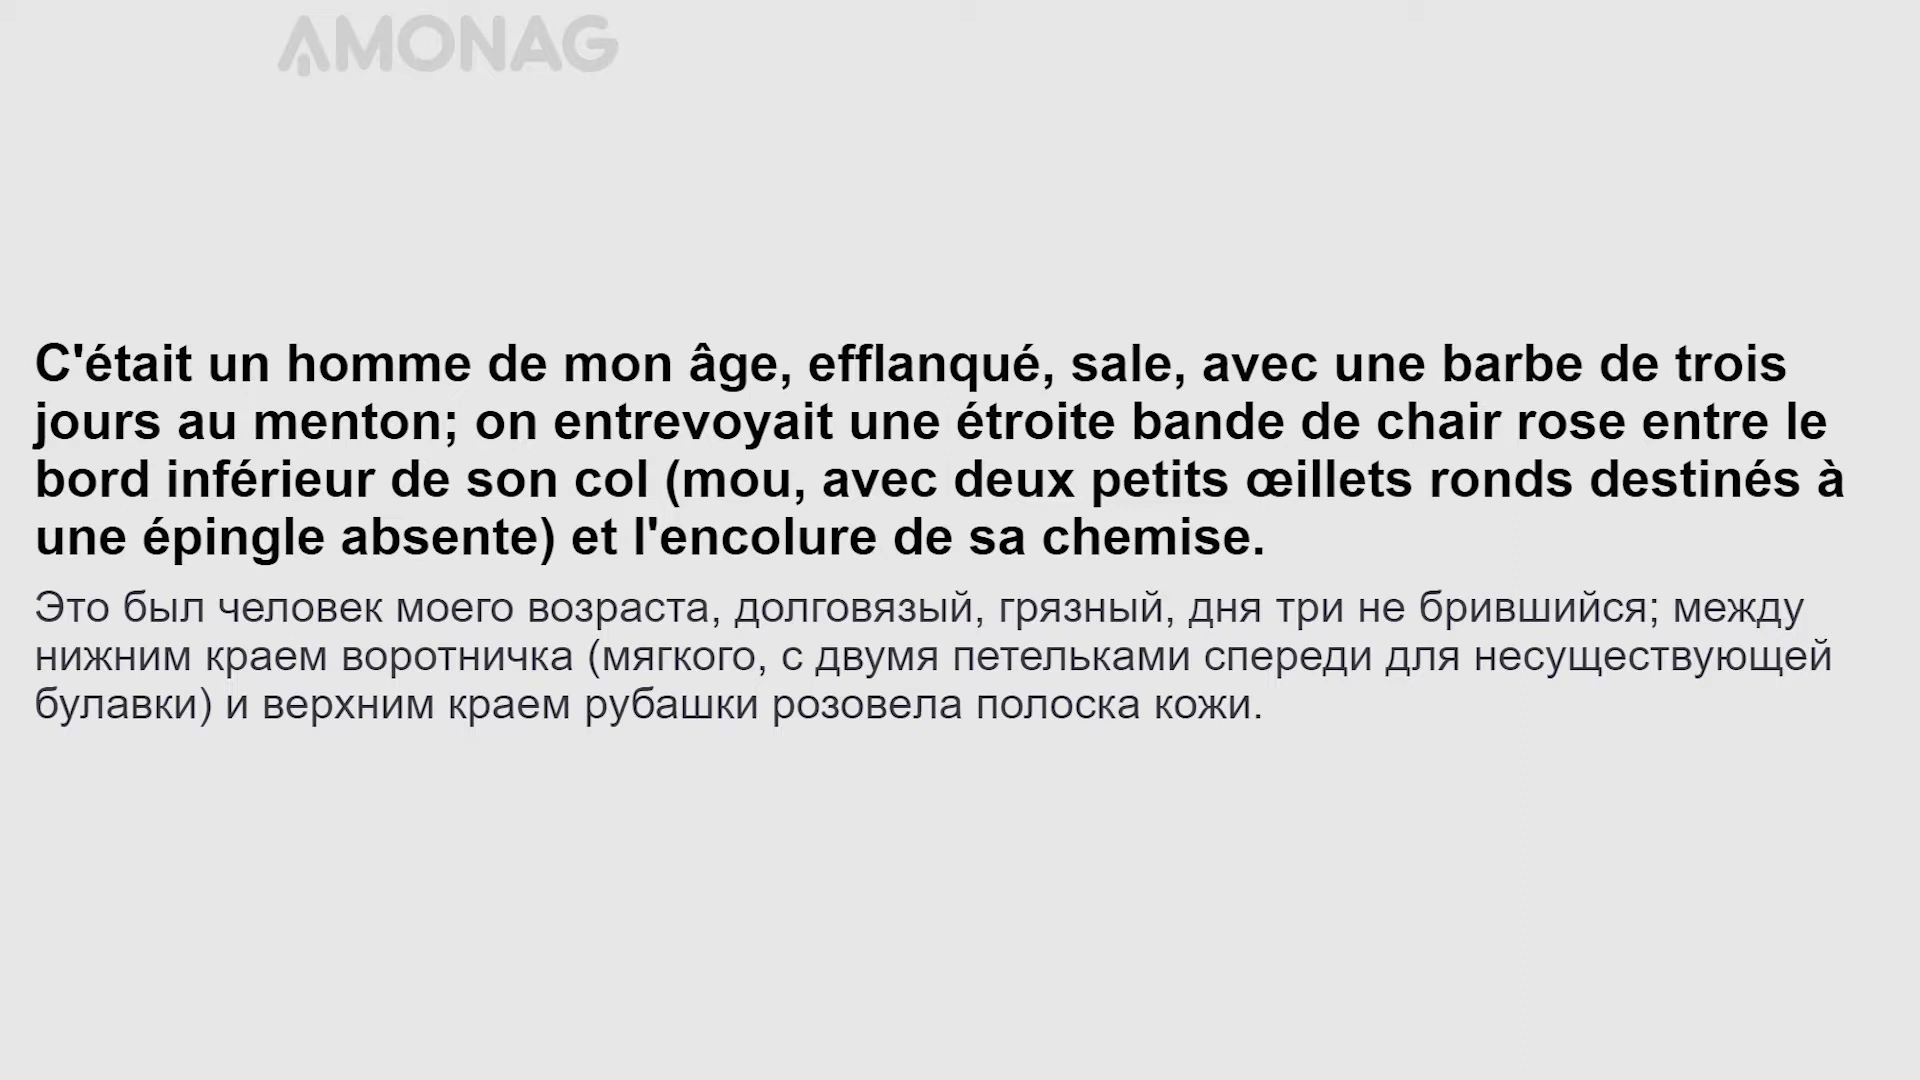 AMONAG
C'était un homme de mon âge, efflanqué, sale, avec une barbe de trois
jours au menton; on entrevoyait une étroite bande de chair rose entre le
bord inférieur de son col (mou, avec deux petits œillets ronds destinés à
une épingle absente) et l'encolure de sa chemise.
Это был человек моего возраста, долговязый, грязный, дня три не брившийся; между
нижним краем воротничка (мягкого, с двумя петельками спереди для несуществующей
булавки) и верхним краем рубашки розовела полоска кожи.